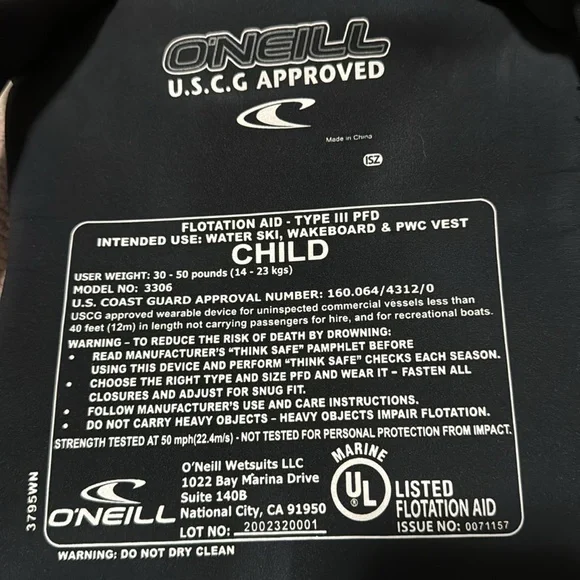 O'NEILL
U.S.C.G APPROVED
Made in China
ISZ
FLOTATION AID - TYPE III PFD
INTENDED USE: WATER SKI, WAKEBOARD & PWC VEST
CHILD
USER WEIGHT: 30 - 50 pounds (14 - 23 kgs)
MODEL NO: 3306
U.S. COAST GUARD APPROVAL NUMBER: 160.064/4312/0
USCG approved wearable device for uninspected commercial vessels less than
40 feet (12m) in length not carrying passengers for hire, and for recreational boats.
WARNING – TO REDUCE THE RISK OF DEATH BY DROWNING:
• READ MANUFACTURER'S "THINK SAFE" PAMPHLET BEFORE
USING THIS DEVICE AND PERFORM "THINK SAFE" CHECKS EACH SEASON.
• CHOOSE THE RIGHT TYPE AND SIZE PFD AND WEAR IT – FASTEN ALL
CLOSURES AND ADJUST FOR SNUG FIT.
• FOLLOW MANUFACTURER'S USE AND CARE INSTRUCTIONS.
• DO NOT CARRY HEAVY OBJECTS – HEAVY OBJECTS IMPAIR FLOTATION.
STRENGTH TESTED AT 50 mph(22.4m/s) - NOT TESTED FOR PERSONAL PROTECTION FROM IMPACT.
3795WN
O'NEILL
O'Neill Wetsuits LLC
1022 Bay Marina Drive
Suite 140B
National City, CA 91950
LOT NO: 2002320001
MARINE
UL
LISTED
FLOTATION AID
ISSUE NO: 0071157
WARNING: DO NOT DRY CLEAN